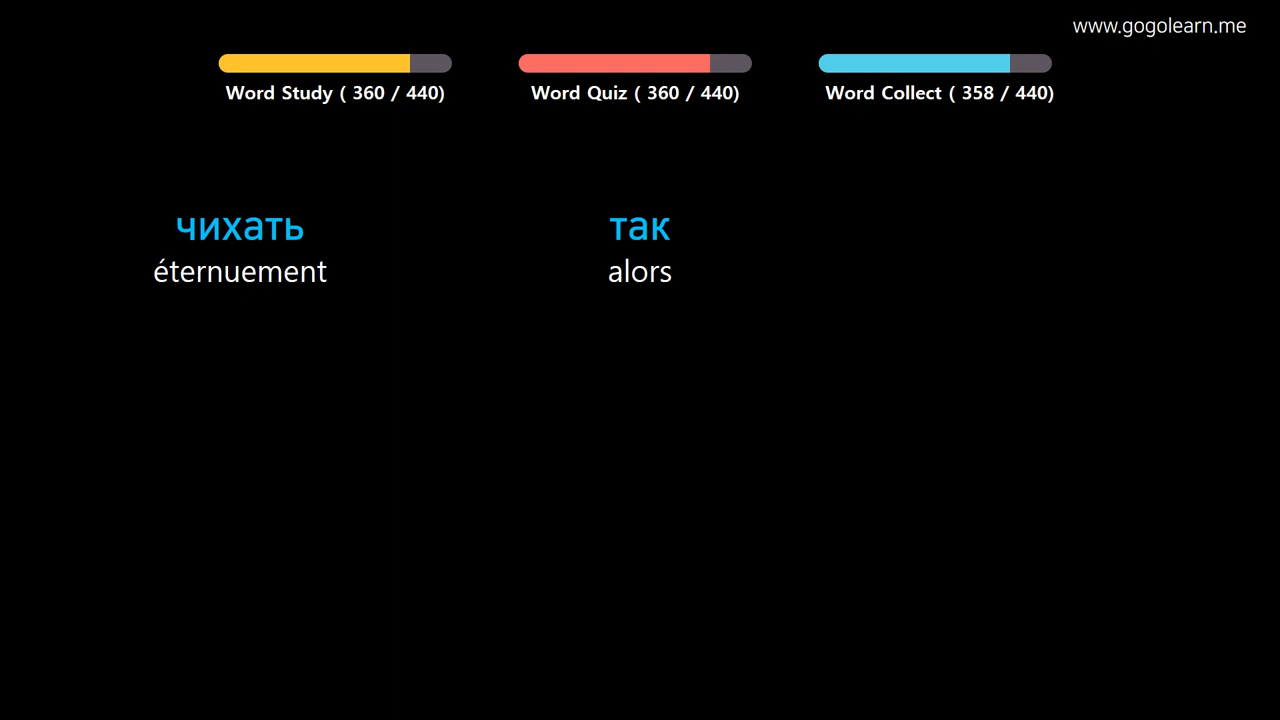 www.gogolearn.me
Word Study ( 360 / 440)
Word Quiz ( 360 / 440)
Word Collect ( 358 / 440)
чихать
éternuement
так
alors